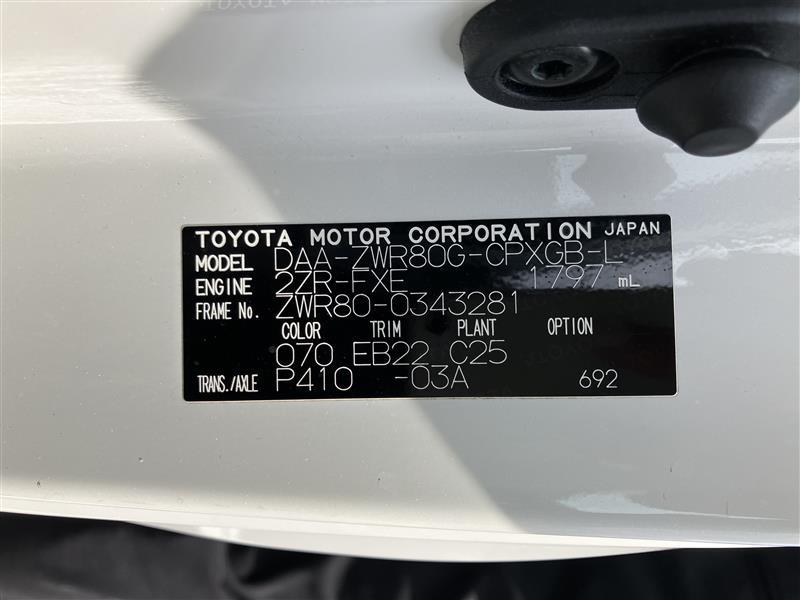 TOYOTA MOTOR CORPORATION JAPAN
MODEL DAA-ZWR80G-CPXGB-L
ENGINE 2ZR-FXE 1797 mL
FRAME No. ZWR80-0343281
COLOR TRIM PLANT OPTION
070 EB22 C25
TRANS./AXLE P410 -03A 692